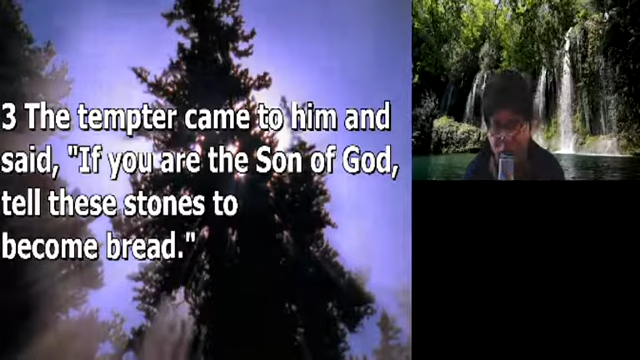 3 The tempter came to him and
said, "If you are the Son of God,
tell these stones to
become bread."